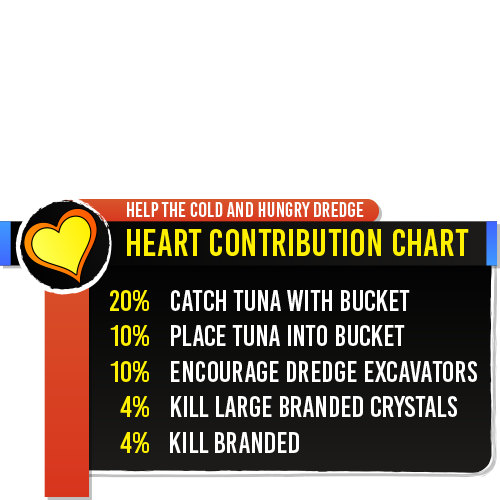 HELP THE COLD AND HUNGRY DREDGE
HEART CONTRIBUTION CHART
20% CATCH TUNA WITH BUCKET
10% PLACE TUNA INTO BUCKET
10% ENCOURAGE DREDGE EXCAVATORS
4% KILL LARGE BRANDED CRYSTALS
4% KILL BRANDED